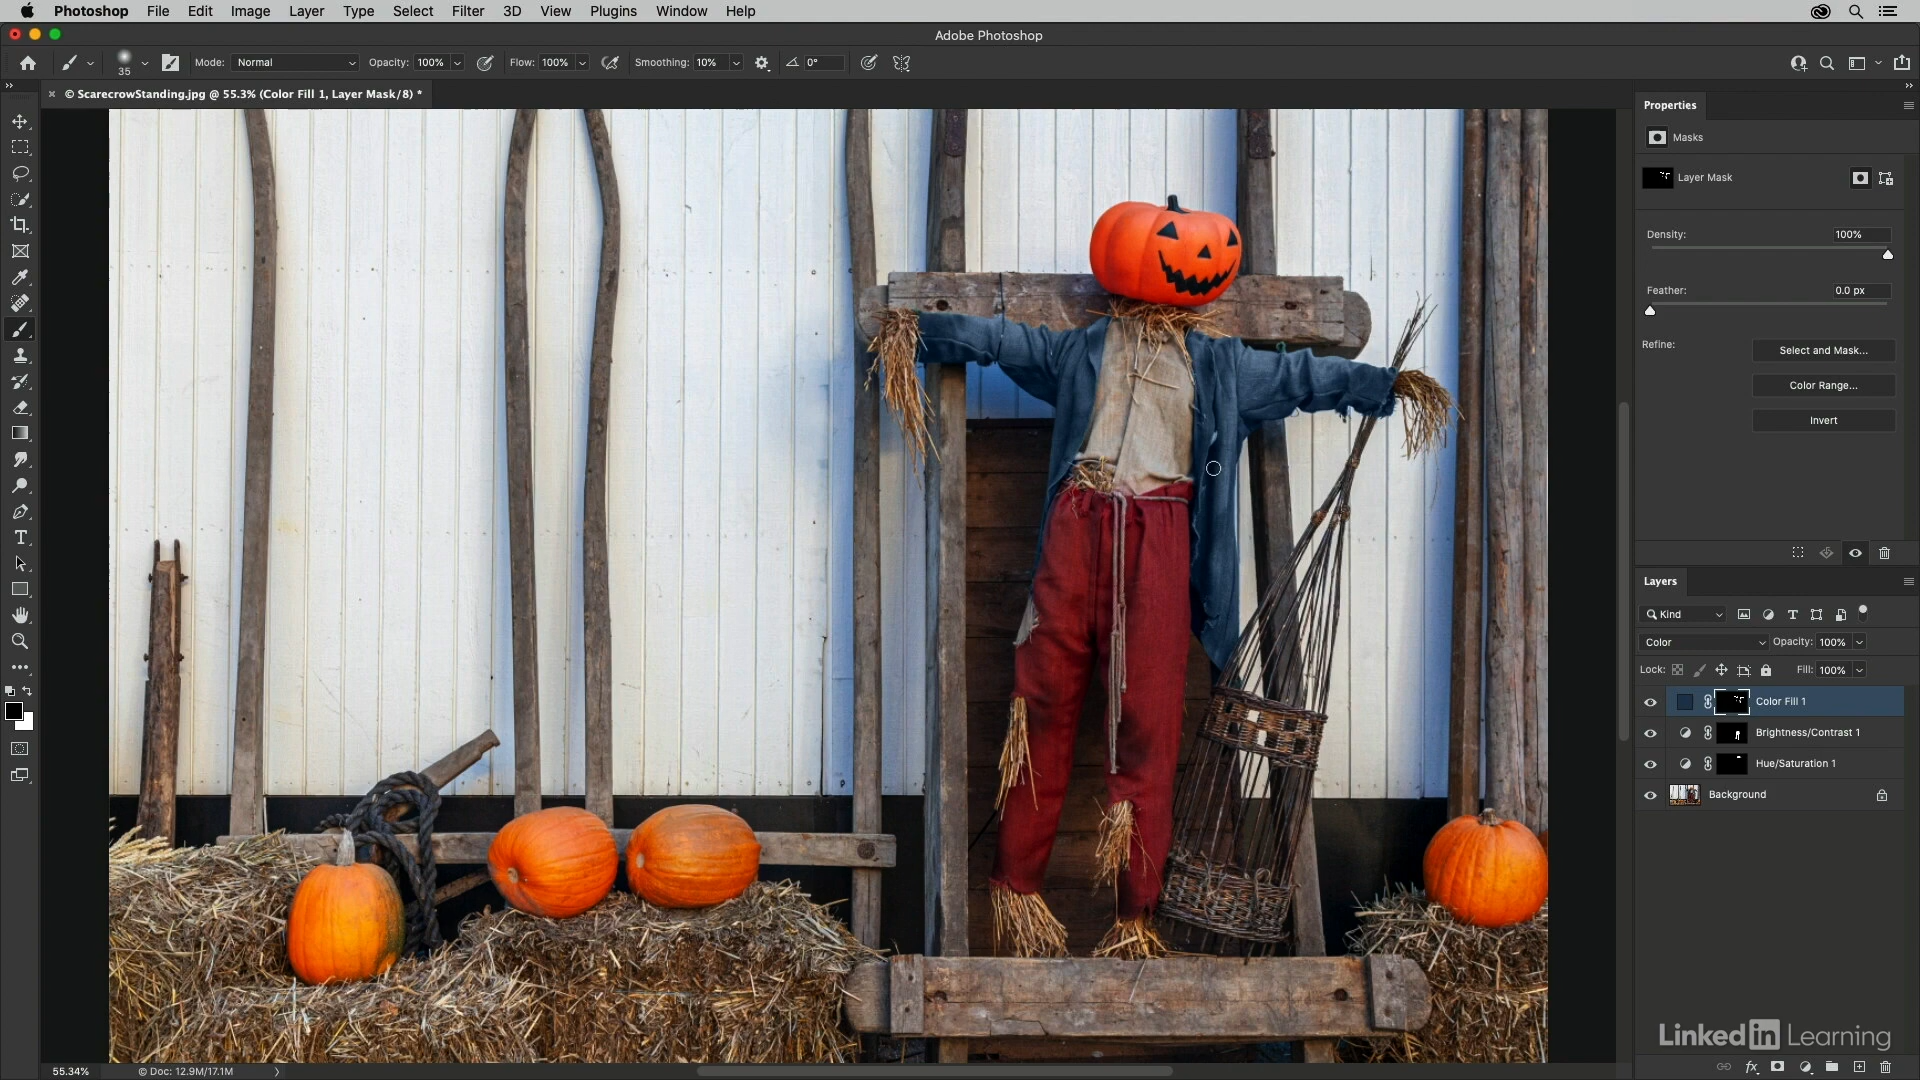 Photoshop File Edit Image Layer Type Select Filter 3D View Plugins Window Help
Adobe Photoshop
35 Mode: Normal Opacity: 100% Flow: 100% Smoothing: 10% 0°
© ScarecrowStanding.jpg @ 55.3% (Color Fill 1, Layer Mask/8) *
Properties
Masks
Layer Mask
Density: 100%
Feather: 0.0 px
Refine: Select and Mask...
Color Range...
Invert
Layers
Kind
Color Opacity: 100%
Lock: Fill: 100%
Color Fill 1
Brightness/Contrast 1
Hue/Saturation 1
Background
LinkedIn Learning
55.34% © Doc: 12.9M/17.1M